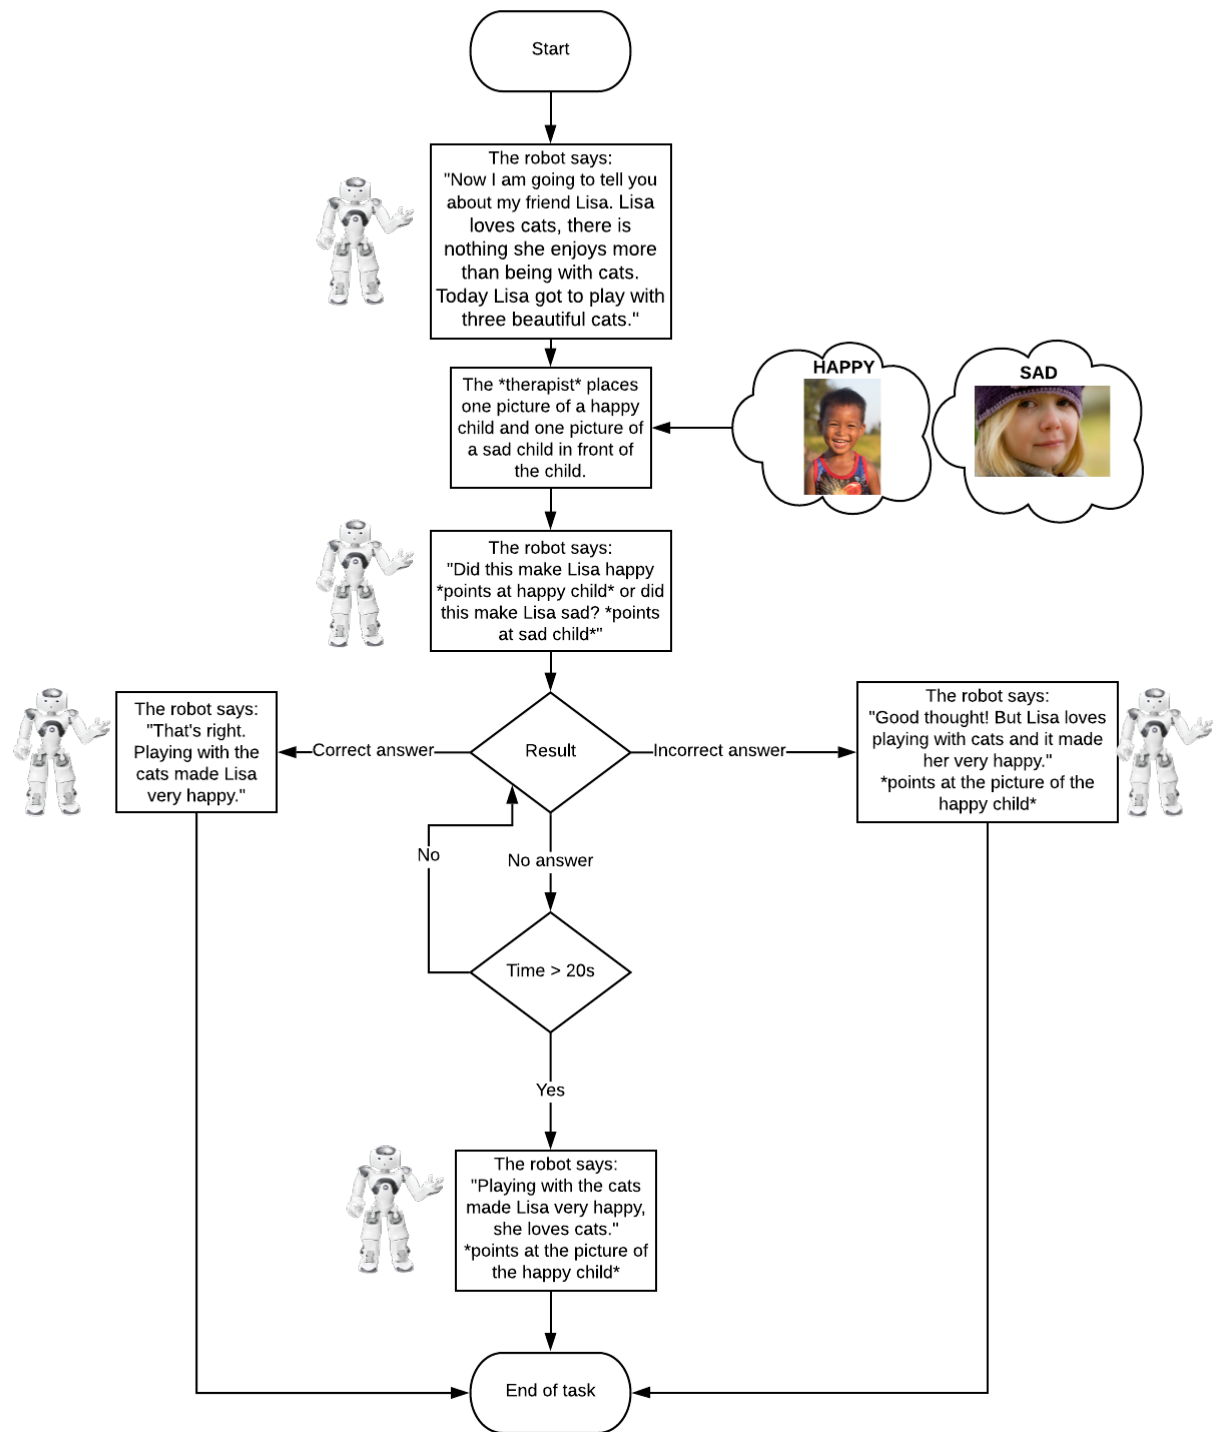 Start
The robot says:
"Now I am going to tell you
about my friend Lisa. Lisa
loves cats, there is
nothing she enjoys more
than being with cats.
Today Lisa got to play with
three beautiful cats."
The *therapist* places
one picture of a happy
child and one picture of
a sad child in front of
the child.
HAPPY
SAD
The robot says:
"Did this make Lisa happy
*points at happy child* or did
this make Lisa sad? *points
at sad child*"
The robot says:
"That's right.
Playing with the
cats made Lisa
very happy."
Correct answer
Result
Incorrect answer
The robot says:
"Good thought! But Lisa loves
playing with cats and it made
her very happy."
*points at the picture of the
happy child*
No
No answer
Time > 20s
Yes
The robot says:
"Playing with the cats
made Lisa very happy,
she loves cats."
*points at the picture of
the happy child*
End of task